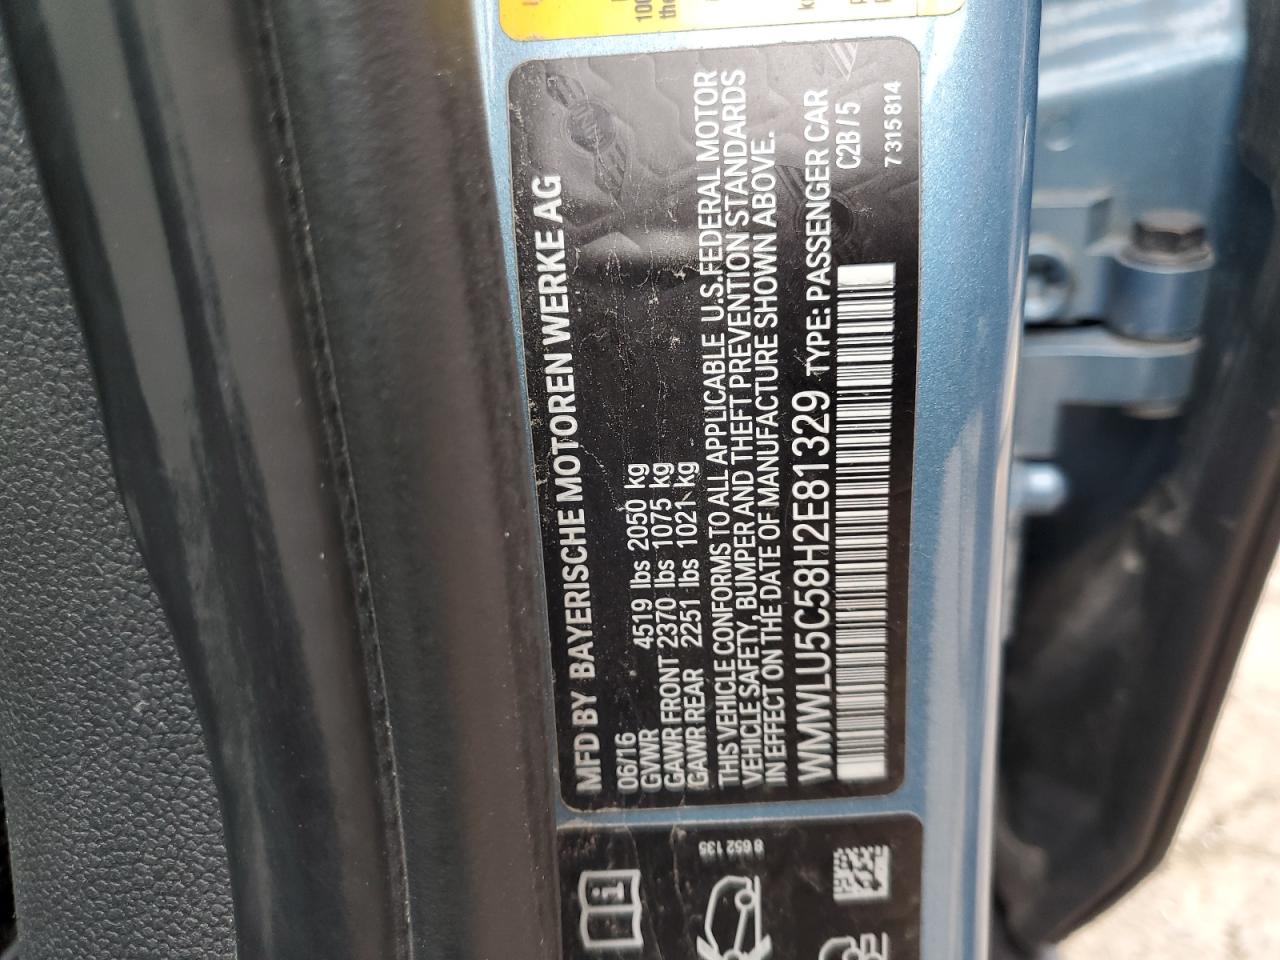 MFD BY BAYERISCHE MOTOREN WERKE AG
06/16
GVWR 4519 lbs 2050 kg
GAWR FRONT 2370 lbs 1075 kg
GAWR REAR 2251 lbs 1021 kg
THIS VEHICLE CONFORMS TO ALL APPLICABLE U.S.FEDERAL MOTOR
VEHICLE SAFETY, BUMPER AND THEFT PREVENTION STANDARDS
IN EFFECT ON THE DATE OF MANUFACTURE SHOWN ABOVE.
WMWLU5C58H2E81329 TYPE: PASSENGER CAR
C2B / 5
7 315 814
8 652 135